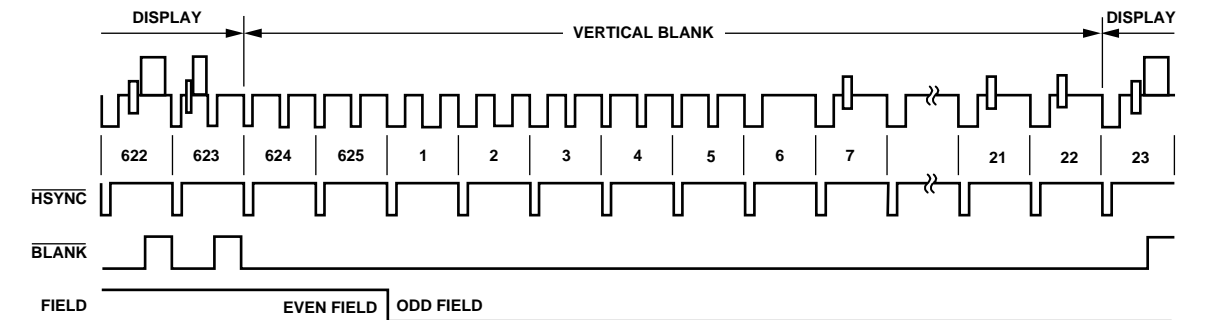 DISPLAY
VERTICAL BLANK
DISPLAY
622 623 624 625 1 2 3 4 5 6 7 21 22 23
HSYNC
BLANK
FIELD
EVEN FIELD
ODD FIELD